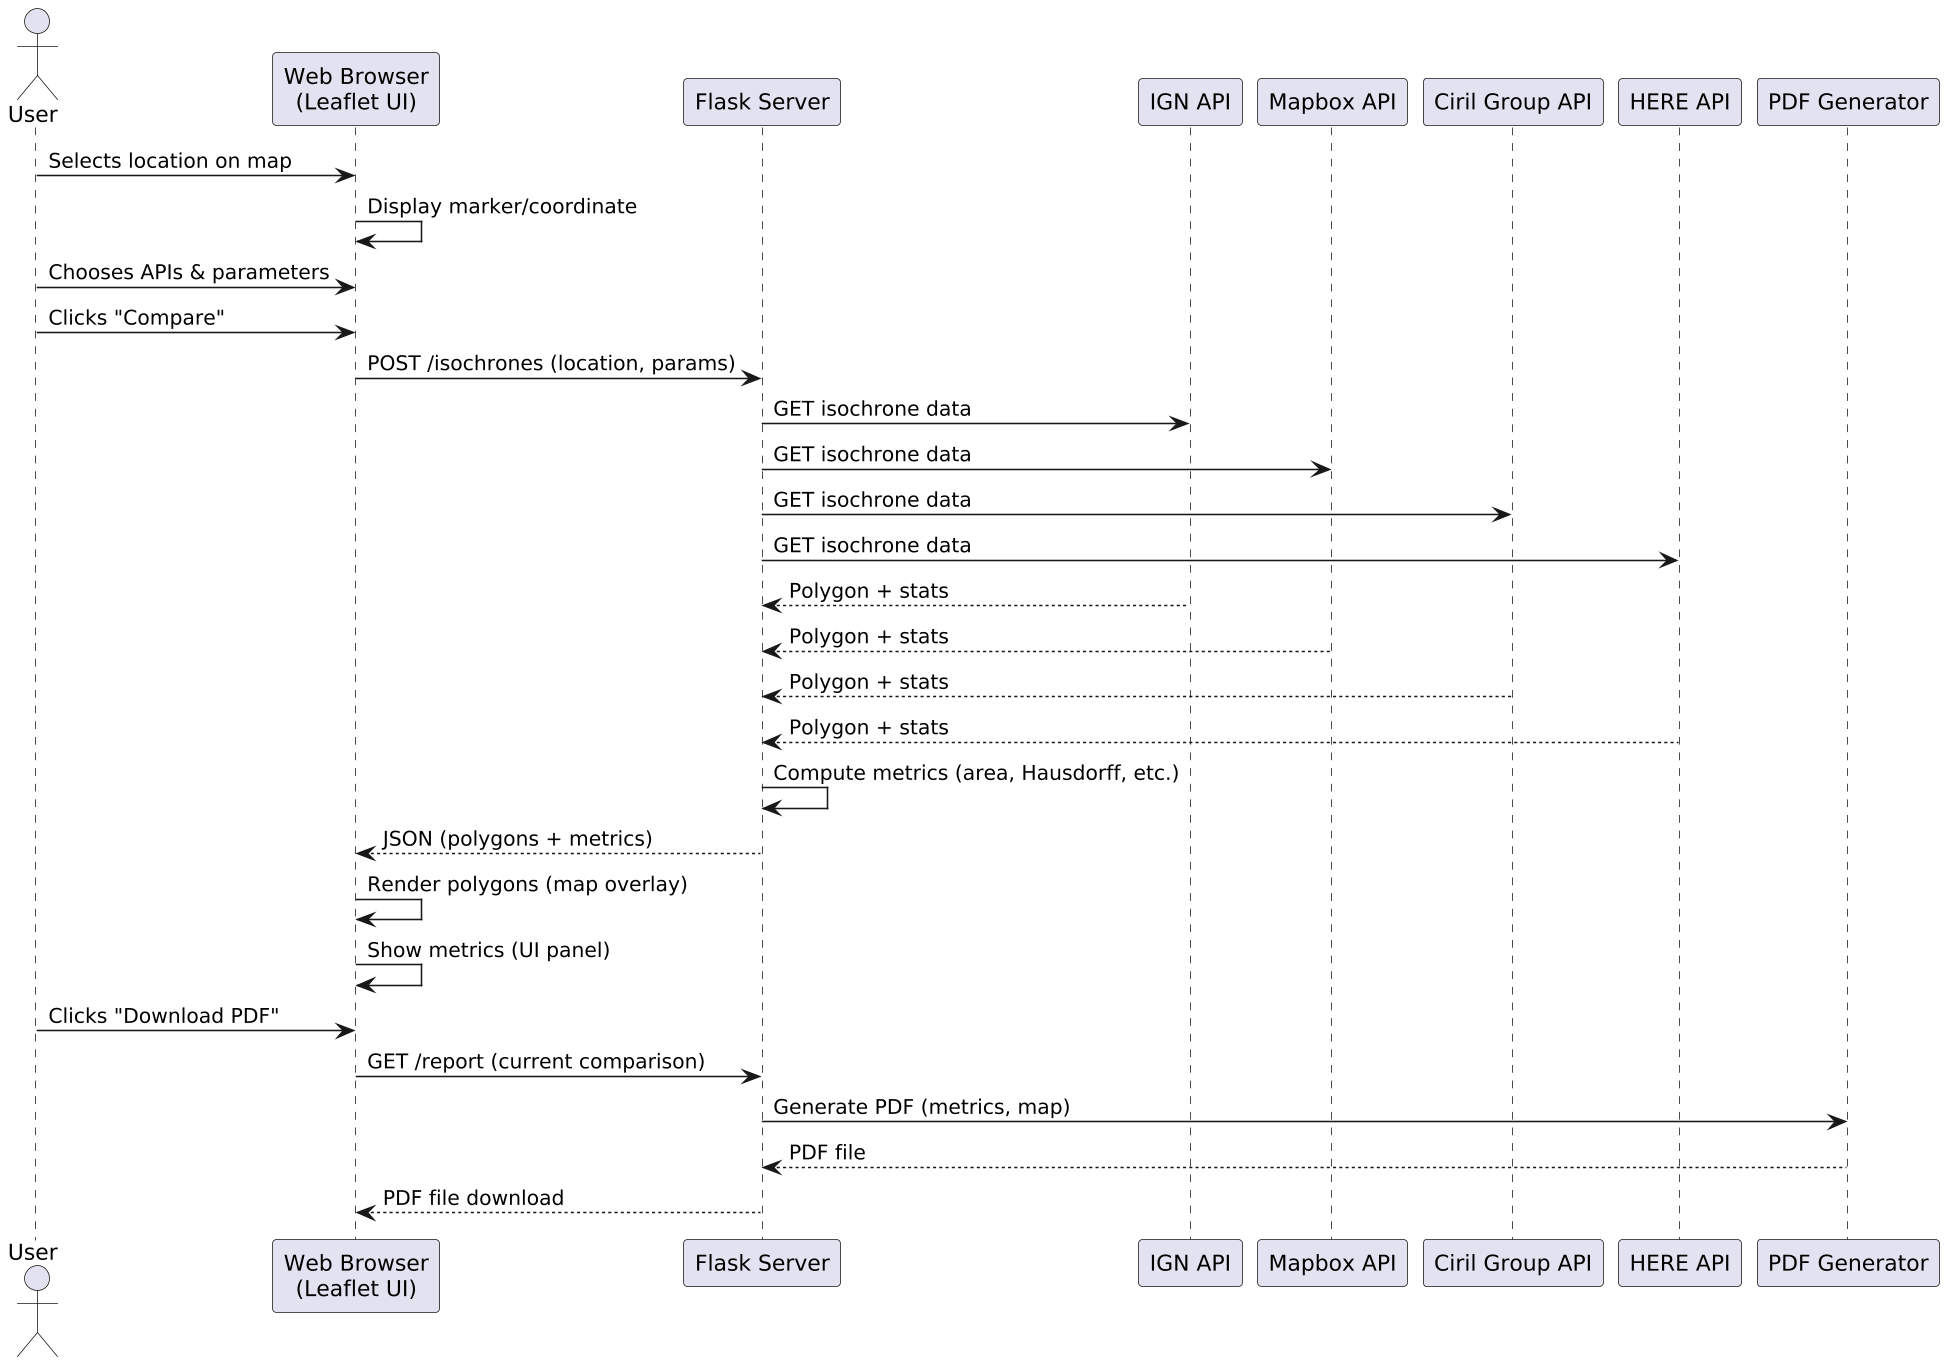 User
Web Browser
(Leaflet UI)
Flask Server
IGN API
Mapbox API
Ciril Group API
HERE API
PDF Generator
Selects location on map
Display marker/coordinate
Chooses APIs & parameters
Clicks "Compare"
POST /isochrones (location, params)
GET isochrone data
GET isochrone data
GET isochrone data
GET isochrone data
Polygon + stats
Polygon + stats
Polygon + stats
Polygon + stats
Compute metrics (area, Hausdorff, etc.)
JSON (polygons + metrics)
Render polygons (map overlay)
Show metrics (UI panel)
Clicks "Download PDF"
GET /report (current comparison)
Generate PDF (metrics, map)
PDF file
PDF file download
User
Web Browser
(Leaflet UI)
Flask Server
IGN API
Mapbox API
Ciril Group API
HERE API
PDF Generator